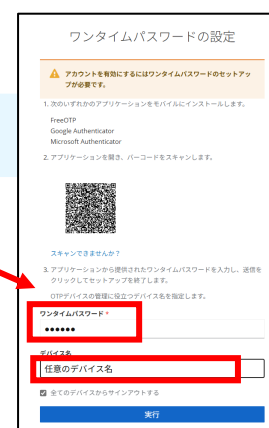 ワンタイムパスワードの設定
アカウントを有効にするにはワンタイムパスワードのセットアッ
プが必要です。
1. 次のいずれかのアプリケーションをモバイルにインストールします。
FreeOTP
Google Authenticator
Microsoft Authenticator
2. アプリケーションを開き、バーコードをスキャンします。
スキャンできませんか?
3. アプリケーションから提供されたワンタイムパスワードを入力し、送信を
クリックしてセットアップを終了します。
OTPデバイスの管理に役立つデバイス名を指定します。
ワンタイムパスワード *
●●●●●●
デバイス名
任意のデバイス名
全てのデバイスからサインアウトする
実行